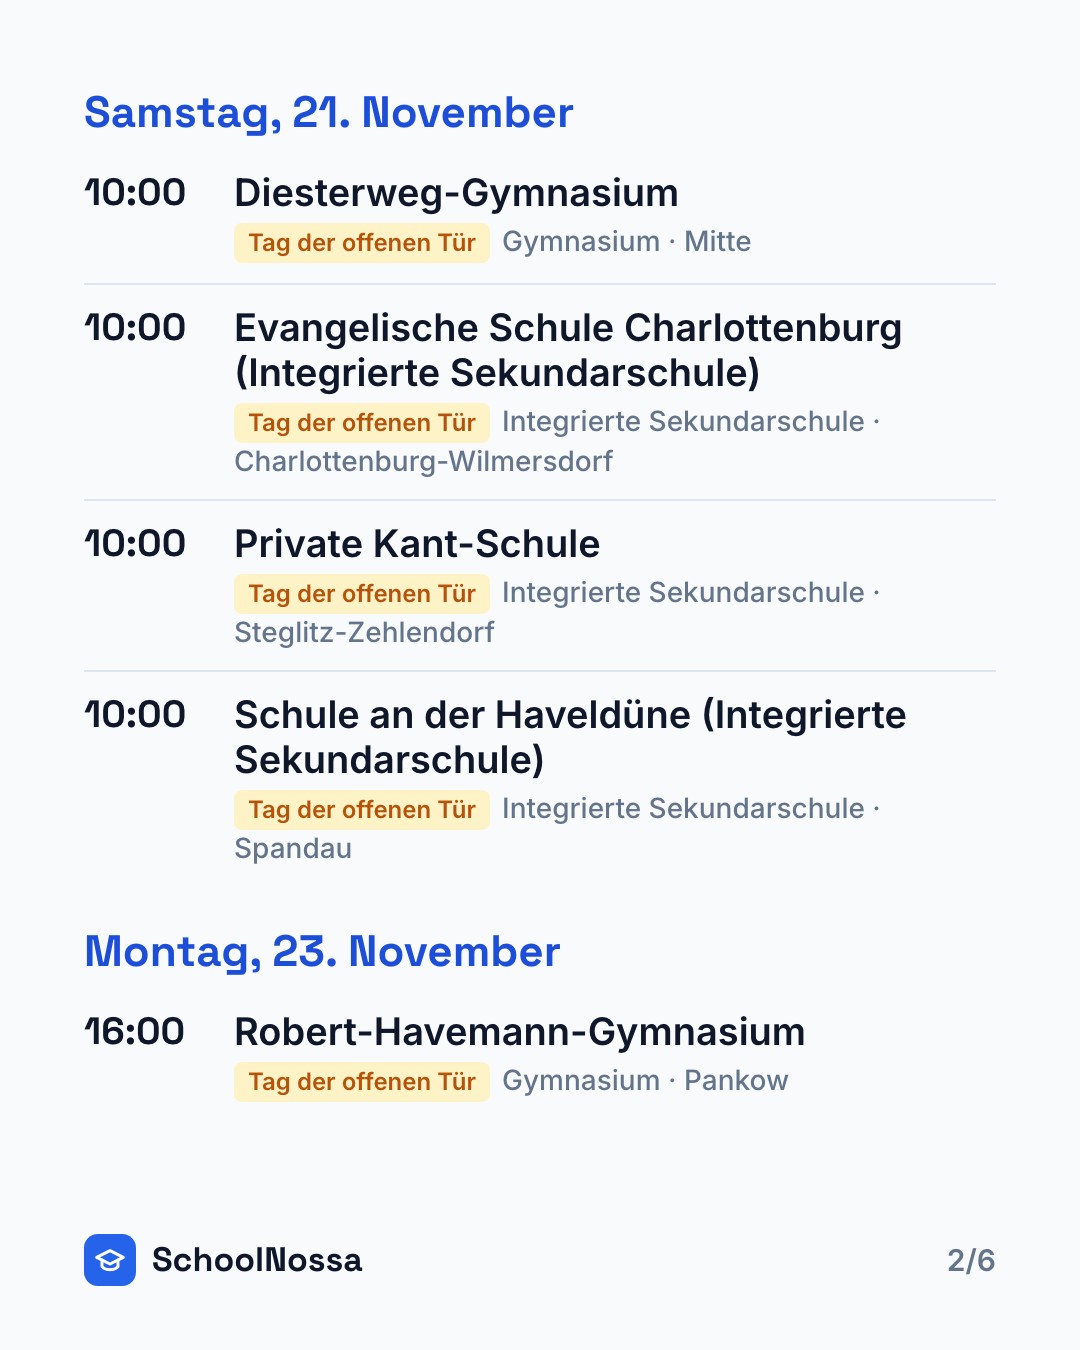 Samstag, 21. November
10:00 Diesterweg-Gymnasium
Tag der offenen Tür Gymnasium · Mitte
10:00 Evangelische Schule Charlottenburg
(Integrierte Sekundarschule)
Tag der offenen Tür Integrierte Sekundarschule ·
Charlottenburg-Wilmersdorf
10:00 Private Kant-Schule
Tag der offenen Tür Integrierte Sekundarschule ·
Steglitz-Zehlendorf
10:00 Schule an der Haveldüne (Integrierte
Sekundarschule)
Tag der offenen Tür Integrierte Sekundarschule ·
Spandau
Montag, 23. November
16:00 Robert-Havemann-Gymnasium
Tag der offenen Tür Gymnasium · Pankow
SchoolNossa 2/6